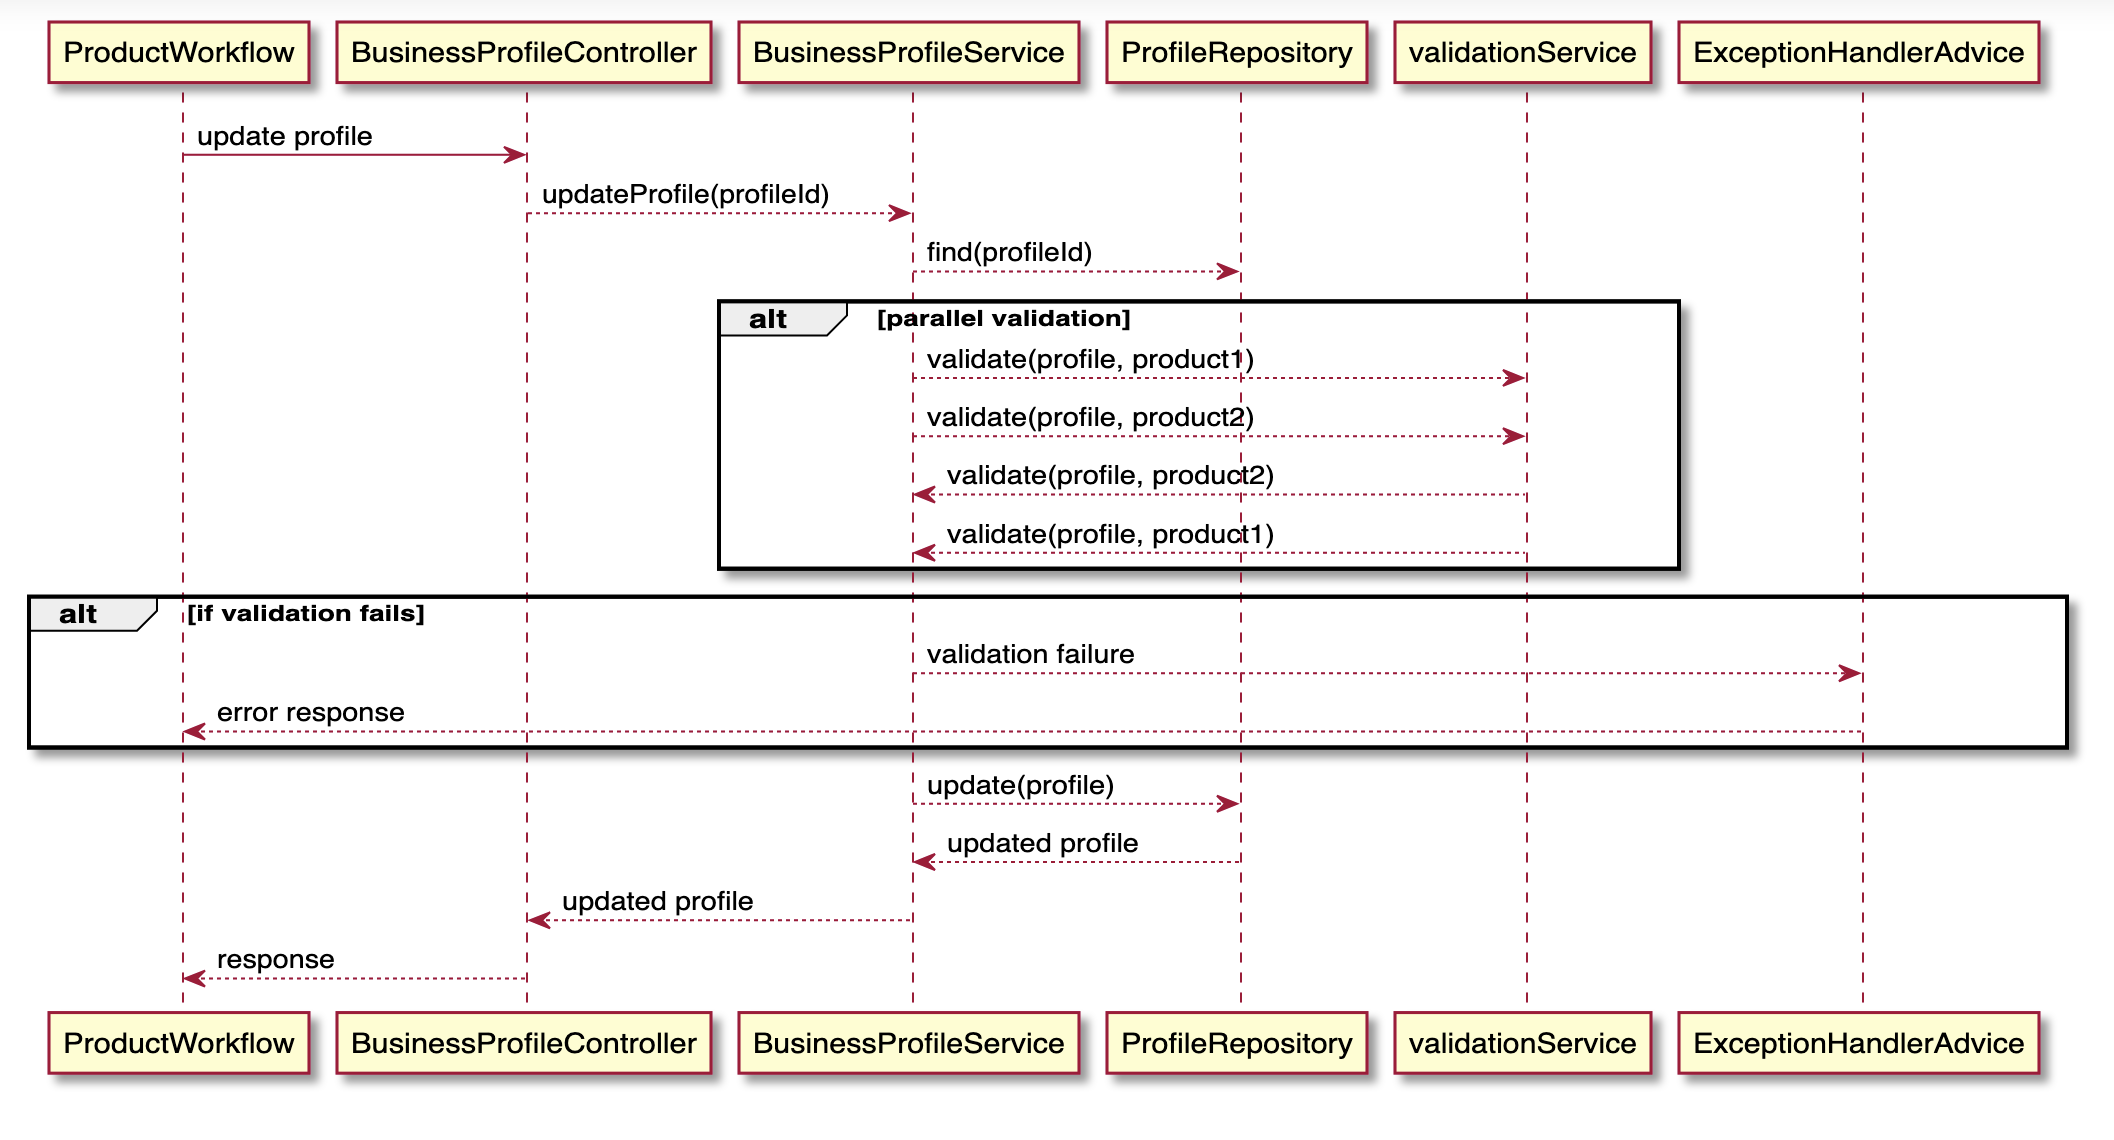 ProductWorkflow
BusinessProfileController
BusinessProfileService
ProfileRepository
validationService
ExceptionHandlerAdvice
update profile
updateProfile(profileId)
find(profileId)
alt
[parallel validation]
validate(profile, product1)
validate(profile, product2)
validate(profile, product2)
validate(profile, product1)
alt
[if validation fails]
validation failure
error response
update(profile)
updated profile
updated profile
response
ProductWorkflow
BusinessProfileController
BusinessProfileService
ProfileRepository
validationService
ExceptionHandlerAdvice